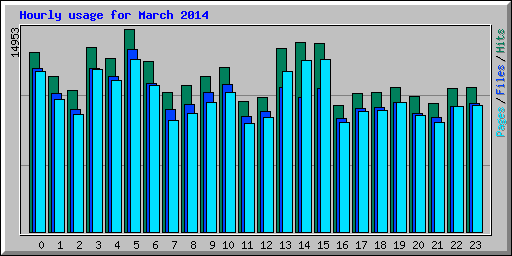 Hourly usage for March 2014
14953
Pages / Files / Hits
0 1 2 3 4 5 6 7 8 9 10 11 12 13 14 15 16 17 18 19 20 21 22 23